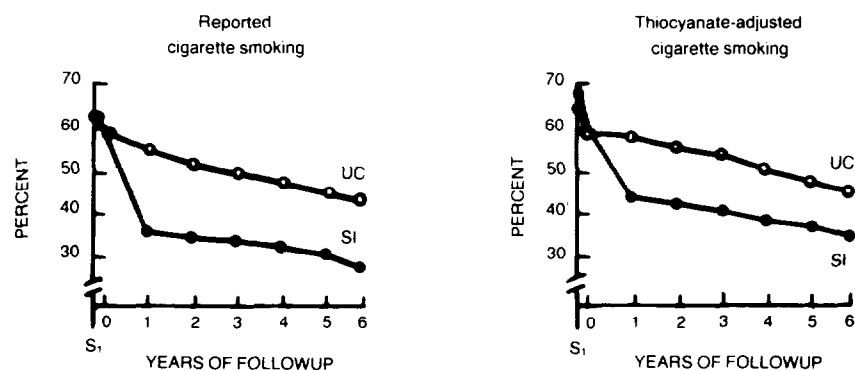 Reported
cigarette smoking
70
60
50
40
30
PERCENT
UC
SI
0 1 2 3 4 5 6
S₁
YEARS OF FOLLOWUP
Thiocyanate-adjusted
cigarette smoking
70
60
50
40
30
PERCENT
UC
SI
0 1 2 3 4 5 6
S₁
YEARS OF FOLLOWUP